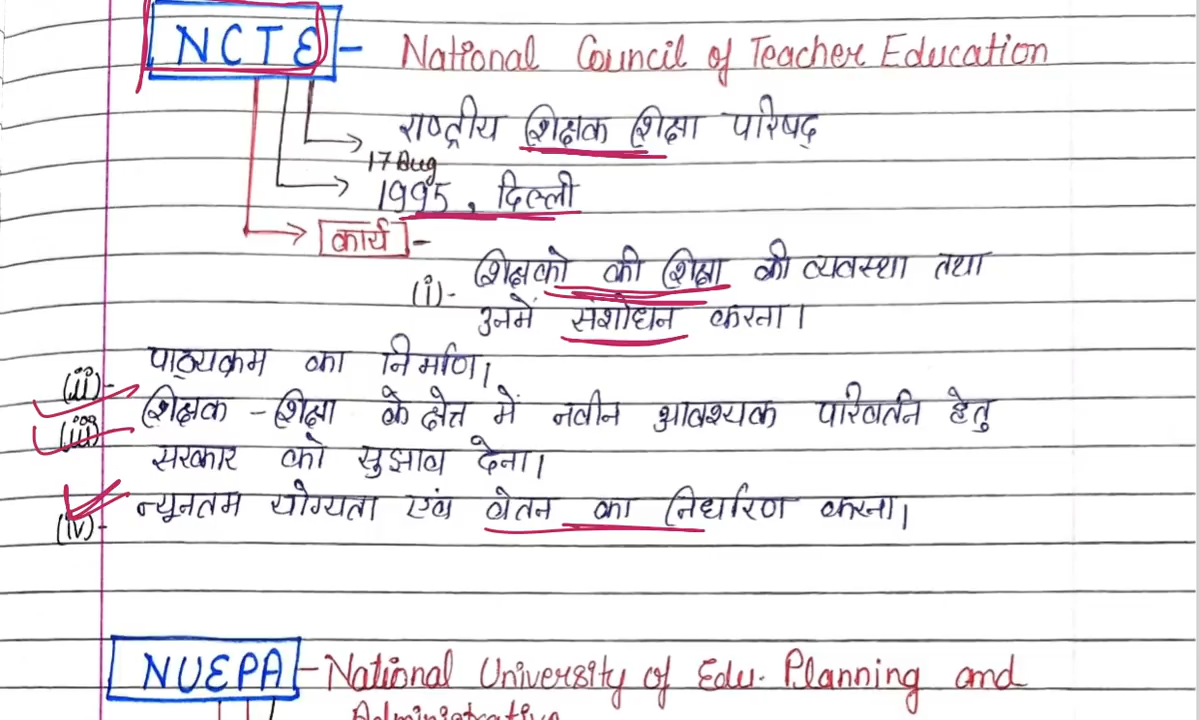 NCTE - National Council of Teacher Education
राष्ट्रीय शिक्षक शिक्षा परिषद्
17 Aug
1995, दिल्ली
कार्य -
(i)- शिक्षको की शिक्षा की व्यवस्था तथा
उनमें संशोधन करना।
(ii)- पाठ्यक्रम का निर्माण।
(iii) शिक्षक - शिक्षा के क्षेत्र में नवीन आवश्यक परिवर्तन हेतु
सरकार को सुझाव देना।
(iv)- न्यूनतम योग्यता एवं वेतन का निर्धारण करना।
NUEPA - National University of Edu. Planning and
Administrative